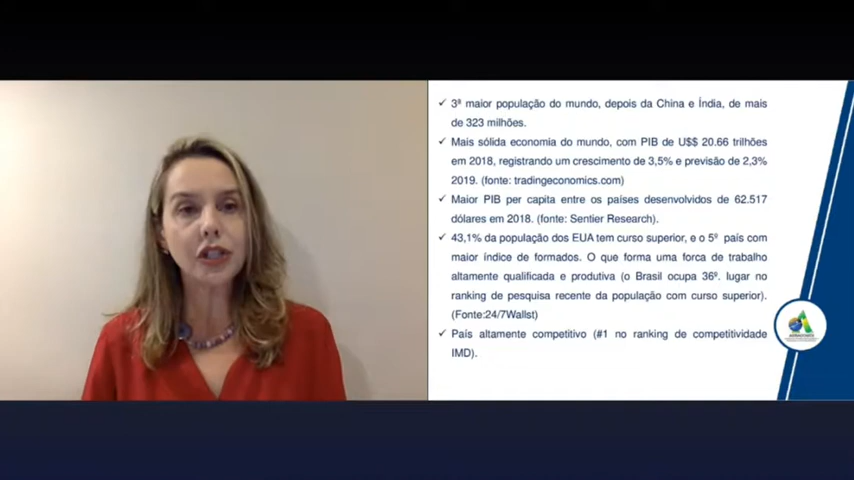 ✓ 3ª maior população do mundo, depois da China e Índia, de mais
de 323 milhões.
✓ Mais sólida economia do mundo, com PIB de U$$ 20.66 trilhões
em 2018, registrando um crescimento de 3,5% e previsão de 2,3%
2019. (fonte: tradingeconomics.com)
✓ Maior PIB per capita entre os países desenvolvidos de 62.517
dólares em 2018. (fonte: Sentier Research).
✓ 43,1% da população dos EUA tem curso superior, e o 5º país com
maior índice de formados. O que forma uma forca de trabalho
altamente qualificada e produtiva (o Brasil ocupa 36º. lugar no
ranking de pesquisa recente da população com curso superior).
(Fonte:24/7Wallst)
✓ País altamente competitivo (#1 no ranking de competitividade
IMD).